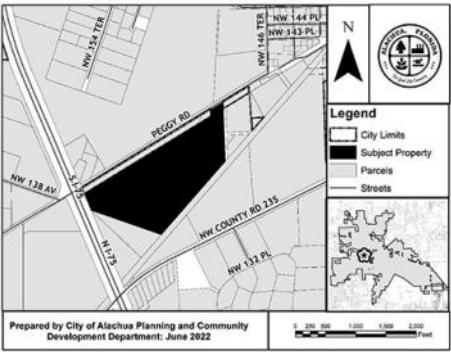 NW 144 PL
NW 143 PL
NW 146 TER
NW 154 TER
N
ALACHUA, FLORIDA
PEGGY RD
Legend
City Limits
Subject Property
Parcels
Streets
NW 138 AV
S I-75
N I-75
NW COUNTY RD 235
NW 132 PL
Prepared by City of Alachua Planning and Community
Development Department: June 2022
0 250 500 1,000 1,500 2,000
Feet